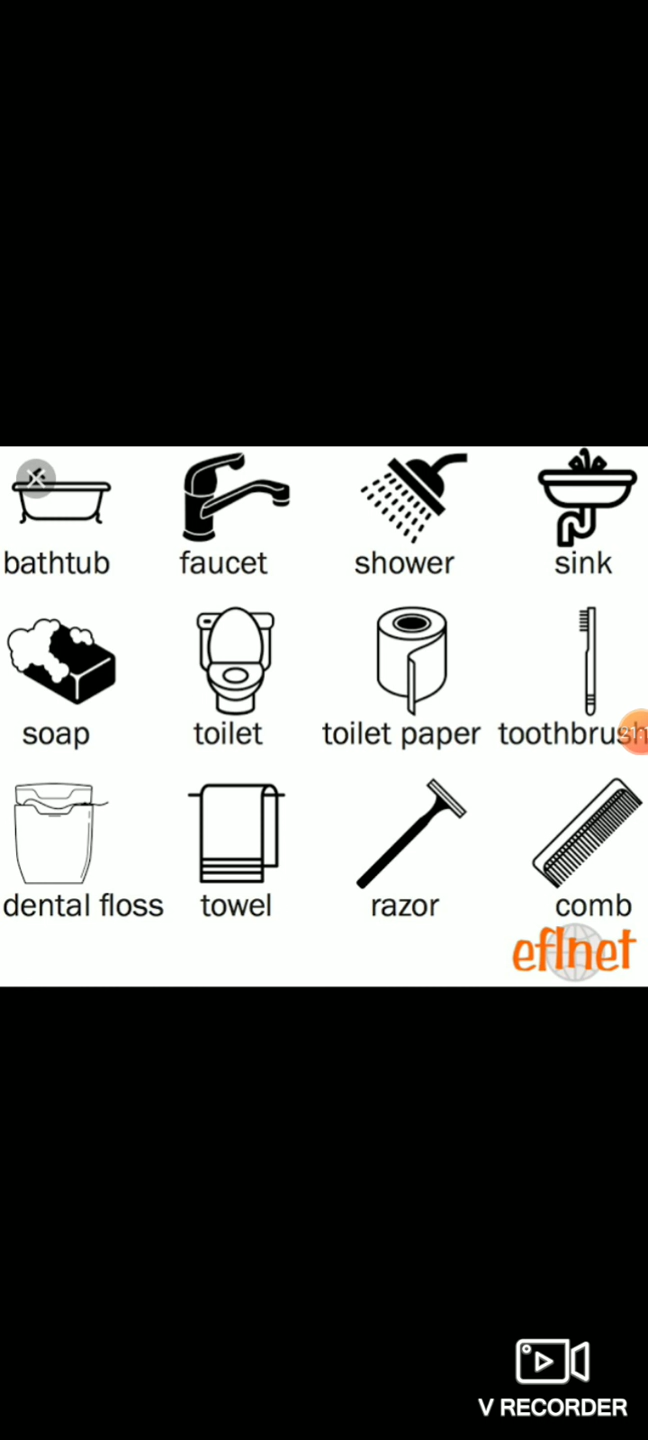 bathtub faucet shower sink
soap toilet toilet paper toothbrush
dental floss towel razor comb
eflnet
V RECORDER